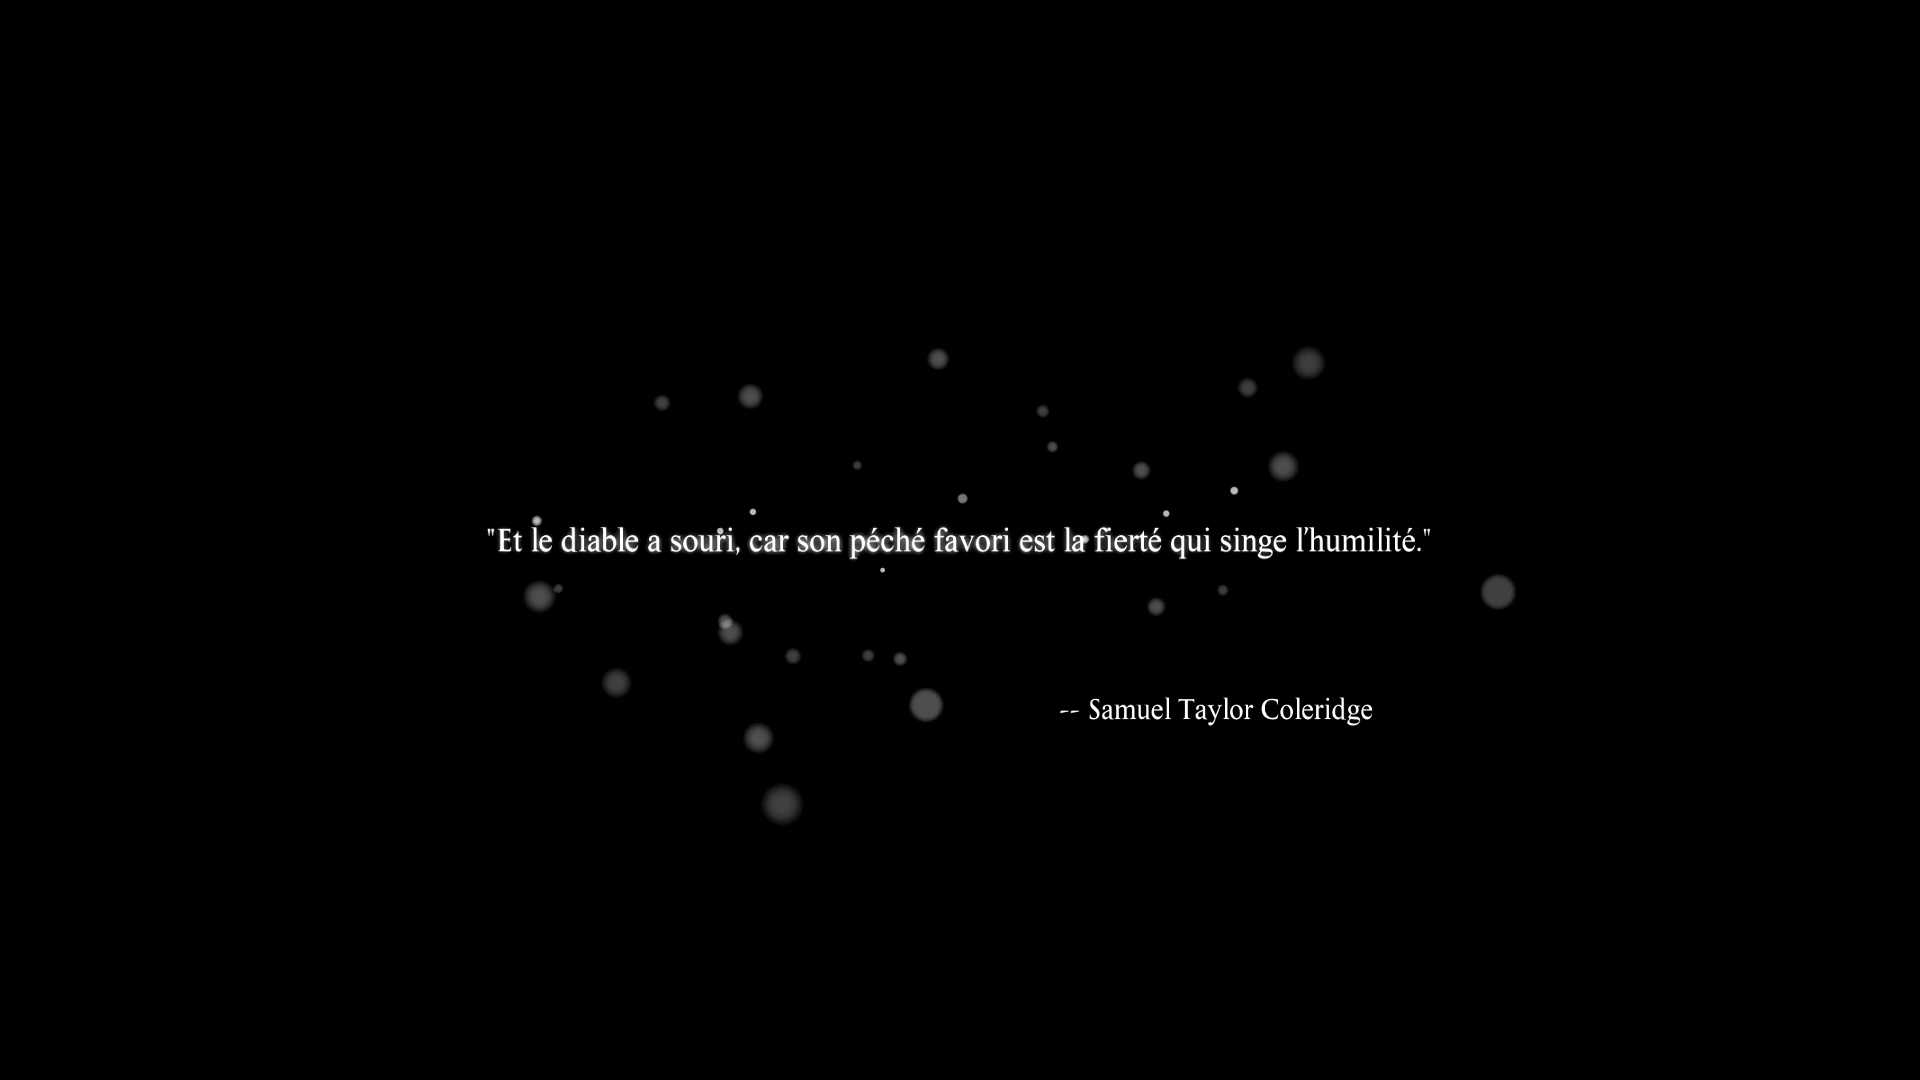 "Et le diable a souri, car son péché favori est la fierté qui singe l'humilité."
-- Samuel Taylor Coleridge